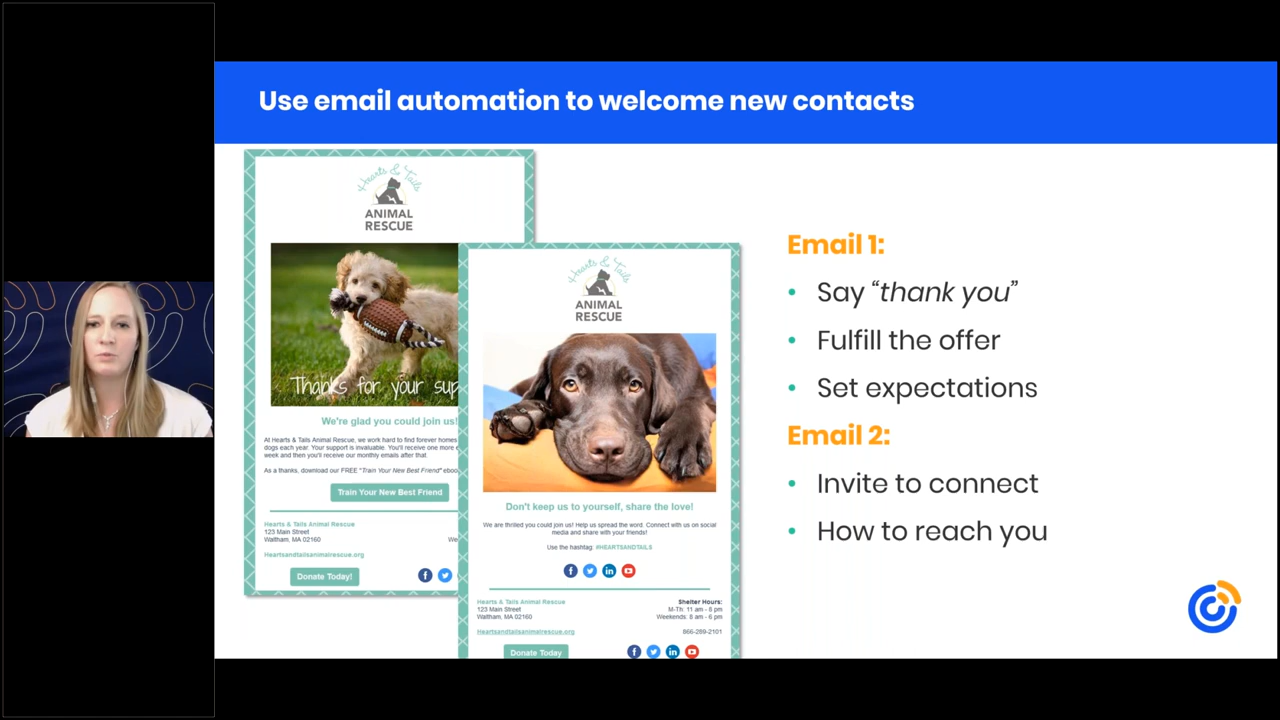 Use email automation to welcome new contacts
Hearts & Tails
ANIMAL
RESCUE
Thanks for your sup
We're glad you could join us!
At Hearts & Tails Animal Rescue, we work hard to find forever homes
dogs each year. Your support is invaluable. You'll receive one more e
week and then you'll receive our monthly emails after that.
As a thanks, download our FREE "Train Your New Best Friend" ebo
Train Your New Best Friend
Hearts & Tails Animal Rescue
123 Main Street
Waltham, MA 02160
We
Heartsandtailsanimalrescue.org
Donate Today!
Hearts & Tails
ANIMAL
RESCUE
Don't keep us to yourself, share the love!
We are thrilled you could join us! Help us spread the word. Connect with us on social
media and share with your friends!
Use the hashtag: #HEARTSANDTAILS
Hearts & Tails Animal Rescue
123 Main Street
Waltham, MA 02160
Heartsandtailsanimalrescue.org
Shelter Hours:
M-Th: 11 am - 8 pm
Weekends: 8 am - 6 pm
866-289-2101
Donate Today
Email 1:
• Say “thank you”
• Fulfill the offer
• Set expectations
Email 2:
• Invite to connect
• How to reach you